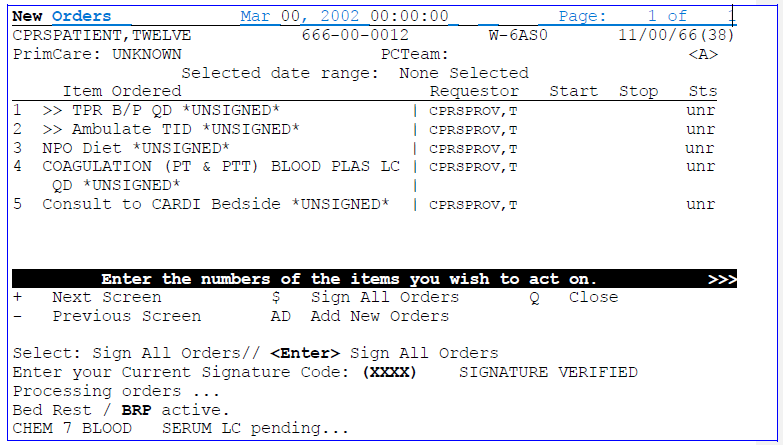 New Orders Mar 00, 2002 00:00:00 Page: 1 of 1
CPRSPATIENT,TWELVE 666-00-0012 W-6ASO 11/00/66(38)
PrimCare: UNKNOWN PCTeam: <A>
Selected date range: None Selected
Item Ordered Requestor Start Stop Sts
1 >> TPR B/P QD *UNSIGNED* | CPRSPROV,T unr
2 >> Ambulate TID *UNSIGNED* | CPRSPROV,T unr
3 NPO Diet *UNSIGNED* | CPRSPROV,T unr
4 COAGULATION (PT & PTT) BLOOD PLAS LC | CPRSPROV,T unr
QD *UNSIGNED* |
5 Consult to CARDI Bedside *UNSIGNED* | CPRSPROV,T unr
Enter the numbers of the items you wish to act on. >>>
+ Next Screen $ Sign All Orders Q Close
- Previous Screen AD Add New Orders
Select: Sign All Orders// <Enter> Sign All Orders
Enter your Current Signature Code: (XXXX) SIGNATURE VERIFIED
Processing orders ...
Bed Rest / BRP active.
CHEM 7 BLOOD SERUM LC pending...